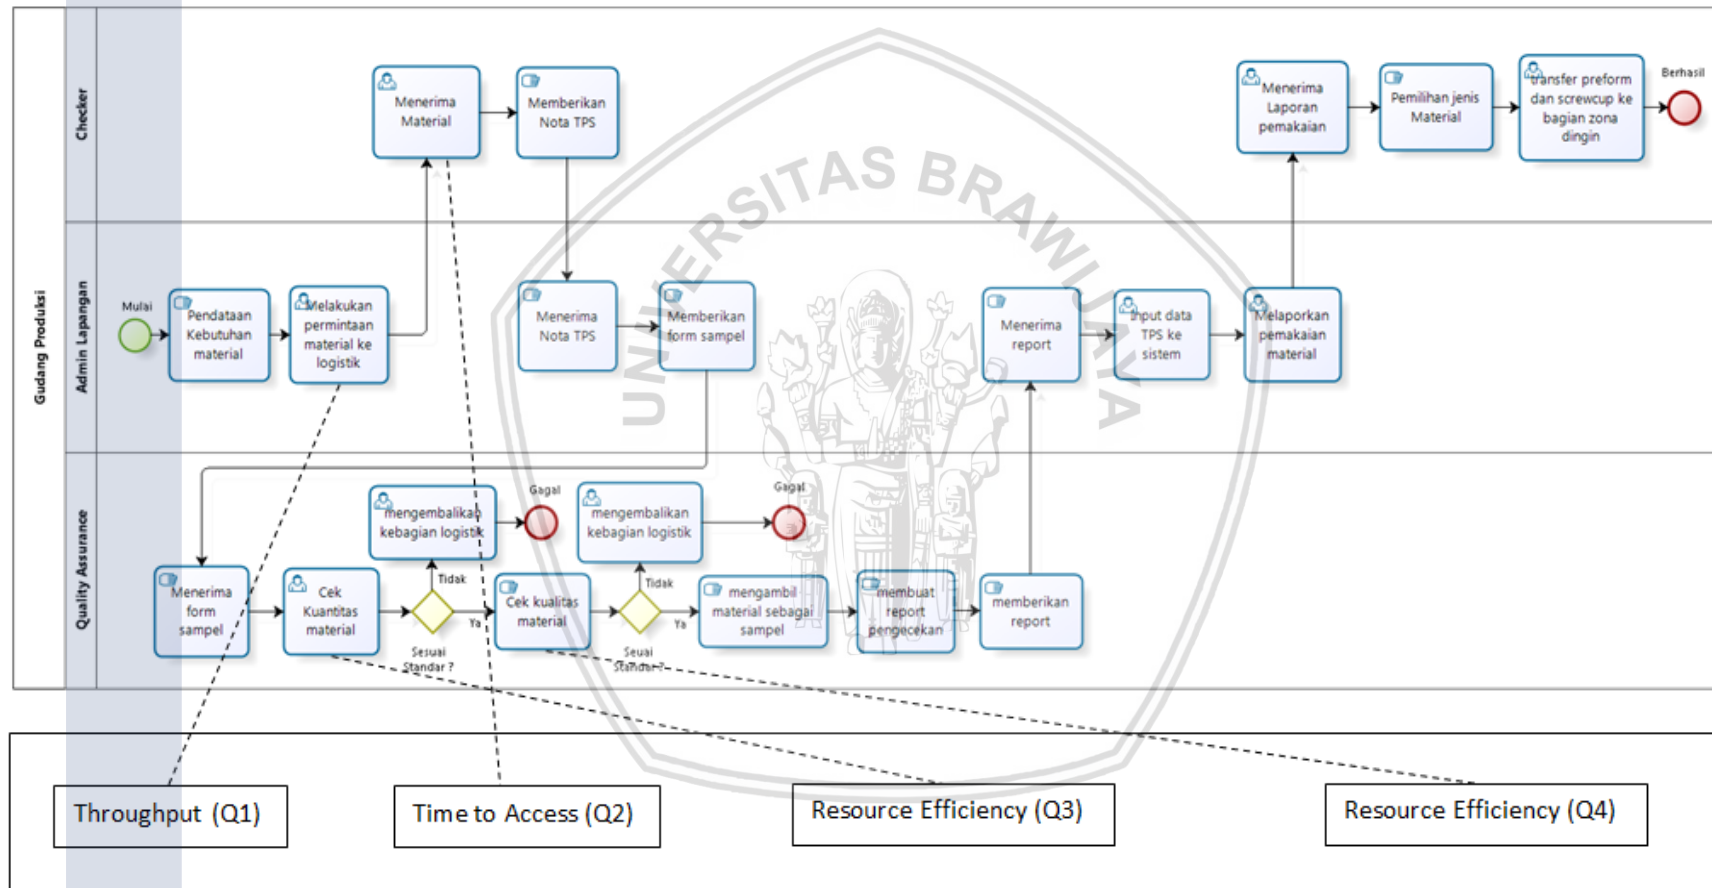 Gudang Produksi
Checker
Menerima
Material
Memberikan
Nota TPS
Menerima
Laporan
pemakaian
Pemilihan jenis
Material
transfer preform
dan screwcup ke
bagian zona
dingin
Berhasil
Admin Lapangan
Mulai
Pendataan
Kebutuhan
material
Melakukan
permintaan
material ke
logistik
Menerima
Nota TPS
Memberikan
form sampel
Menerima
report
Input data
TPS ke
sistem
Melaporkan
pemakaian
material
Quality Assurance
mengembalikan
kebagian logistik
Gagal
mengembalikan
kebagian logistik
Gagal
Menerima
form
sampel
Cek
Kuantitas
material
Tidak
Ya
Sesuai
Standar ?
Cek kualitas
material
Tidak
Ya
Seuai
Standar ?
mengambil
material sebagai
sampel
membuat
report
pengecekan
memberikan
report
UNIVERSITAS BRAWIJAYA
Throughput (Q1)
Time to Access (Q2)
Resource Efficiency (Q3)
Resource Efficiency (Q4)